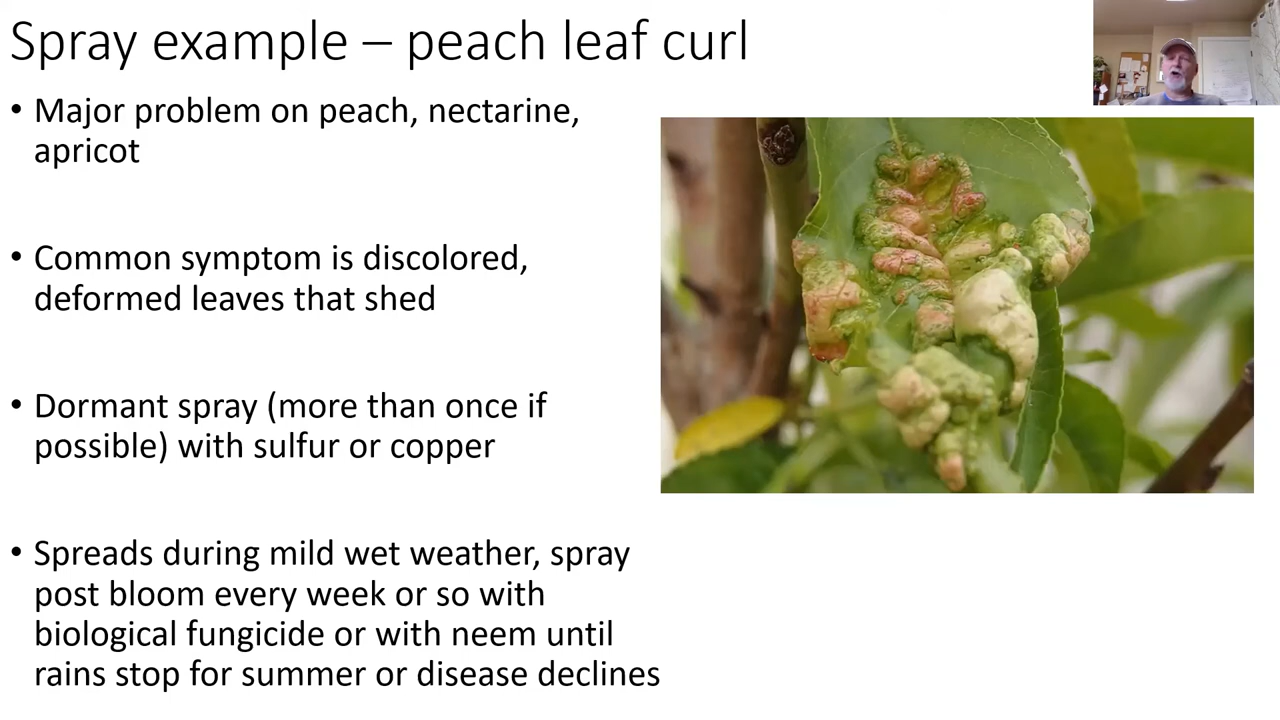 Spray example – peach leaf curl
• Major problem on peach, nectarine,
apricot
• Common symptom is discolored,
deformed leaves that shed
• Dormant spray (more than once if
possible) with sulfur or copper
• Spreads during mild wet weather, spray
post bloom every week or so with
biological fungicide or with neem until
rains stop for summer or disease declines